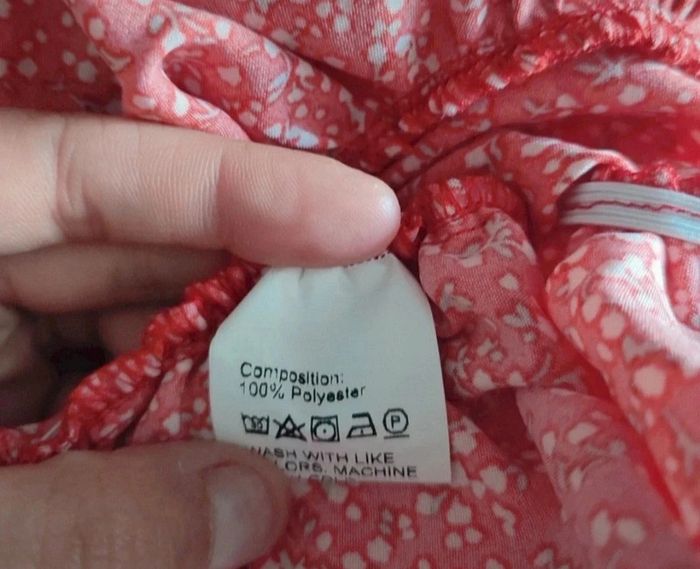 Composition:
100% Polyester
P
WASH WITH LIKE
COLORS. MACHINE